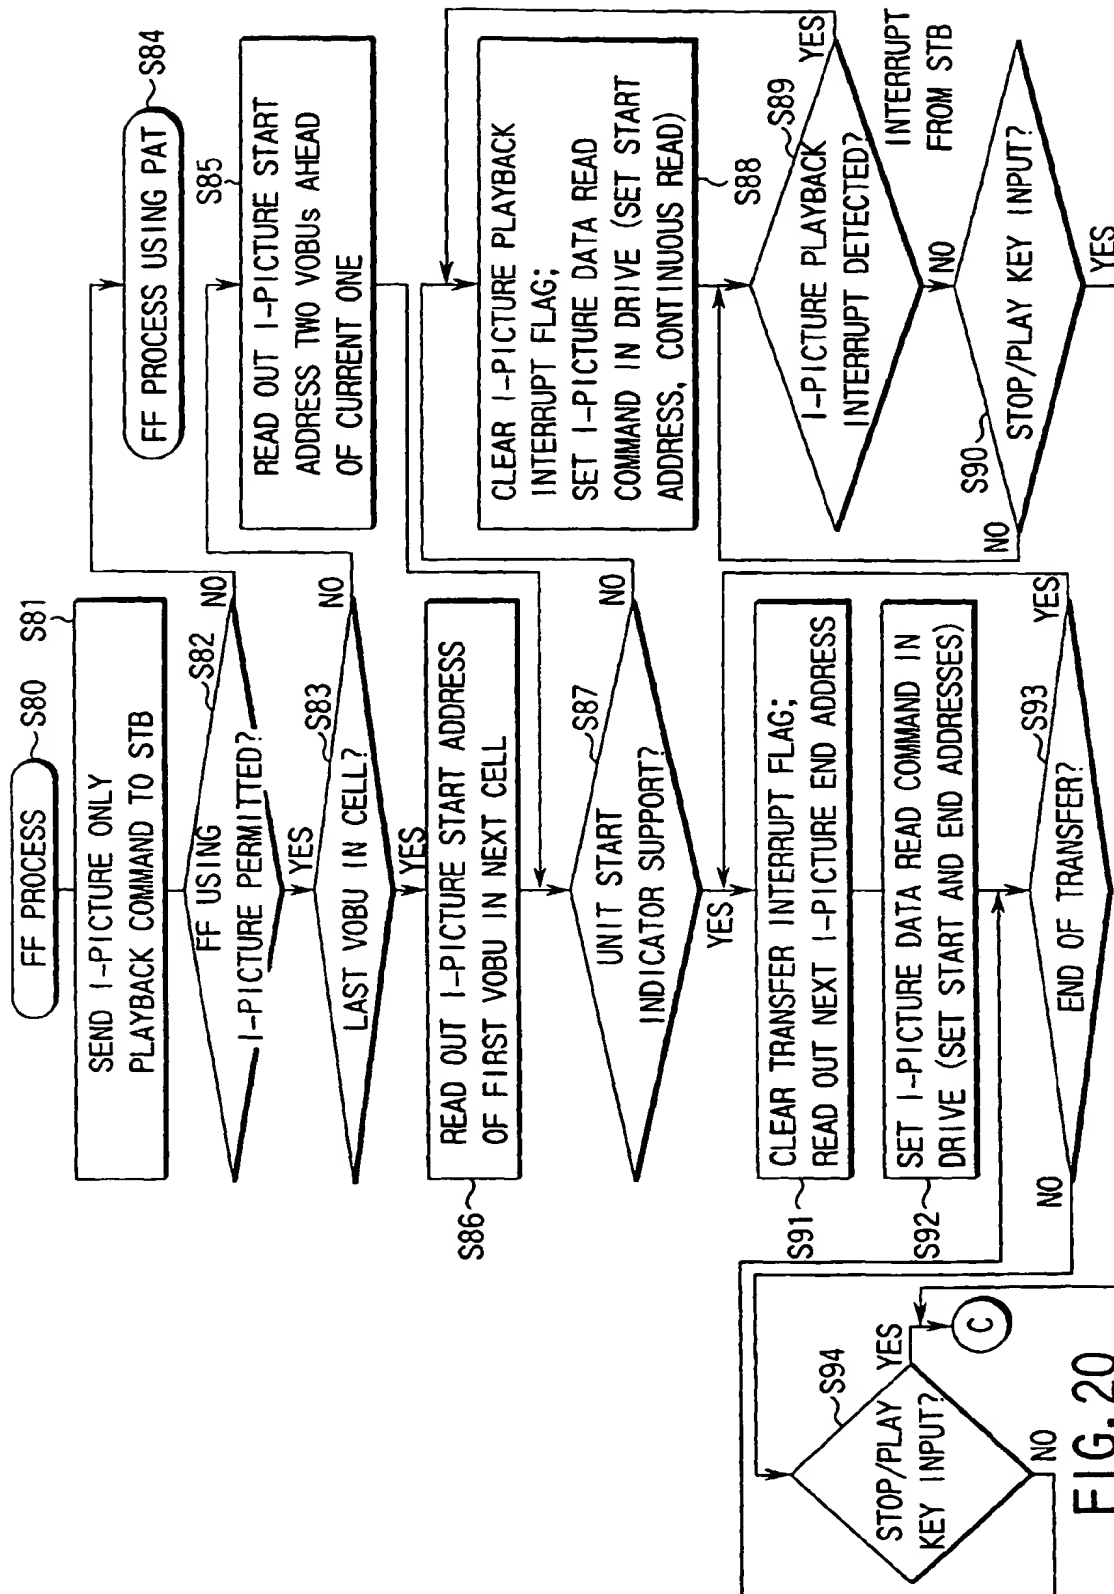 FF PROCESS
S80
SEND I-PICTURE ONLY
PLAYBACK COMMAND TO STB
S81
FF USING
I-PICTURE PERMITTED?
S82
NO
YES
FF PROCESS USING PAT
S84
LAST VOBU IN CELL?
S83
NO
YES
S85
READ OUT I-PICTURE START
ADDRESS TWO VOBUs AHEAD
OF CURRENT ONE
S86
READ OUT I-PICTURE START ADDRESS
OF FIRST VOBU IN NEXT CELL
UNIT START
INDICATOR SUPPORT?
S87
NO
YES
CLEAR I-PICTURE PLAYBACK
INTERRUPT FLAG;
SET I-PICTURE DATA READ
COMMAND IN DRIVE (SET START
ADDRESS, CONTINUOUS READ)
S88
I-PICTURE PLAYBACK
INTERRUPT DETECTED?
S89
YES
NO
INTERRUPT
FROM STB
S90
STOP/PLAY KEY INPUT?
NO
YES
S91
CLEAR TRANSFER INTERRUPT FLAG;
READ OUT NEXT I-PICTURE END ADDRESS
S92
SET I-PICTURE DATA READ COMMAND IN
DRIVE (SET START AND END ADDRESSES)
END OF TRANSFER?
S93
YES
NO
STOP/PLAY
KEY INPUT?
S94
YES
NO
C
FIG. 20